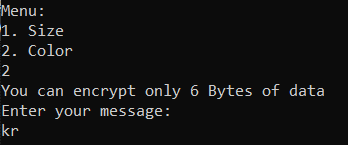 Menu:
1. Size
2. Color
2
You can encrypt only 6 Bytes of data
Enter your message:
kr